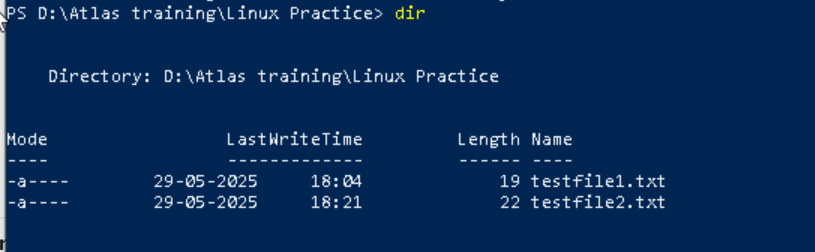 PS D:\Atlas training\Linux Practice> dir
Directory: D:\Atlas training\Linux Practice
Mode LastWriteTime Length Name
---- ------------- ------ ----
-a---- 29-05-2025 18:04 19 testfile1.txt
-a---- 29-05-2025 18:21 22 testfile2.txt